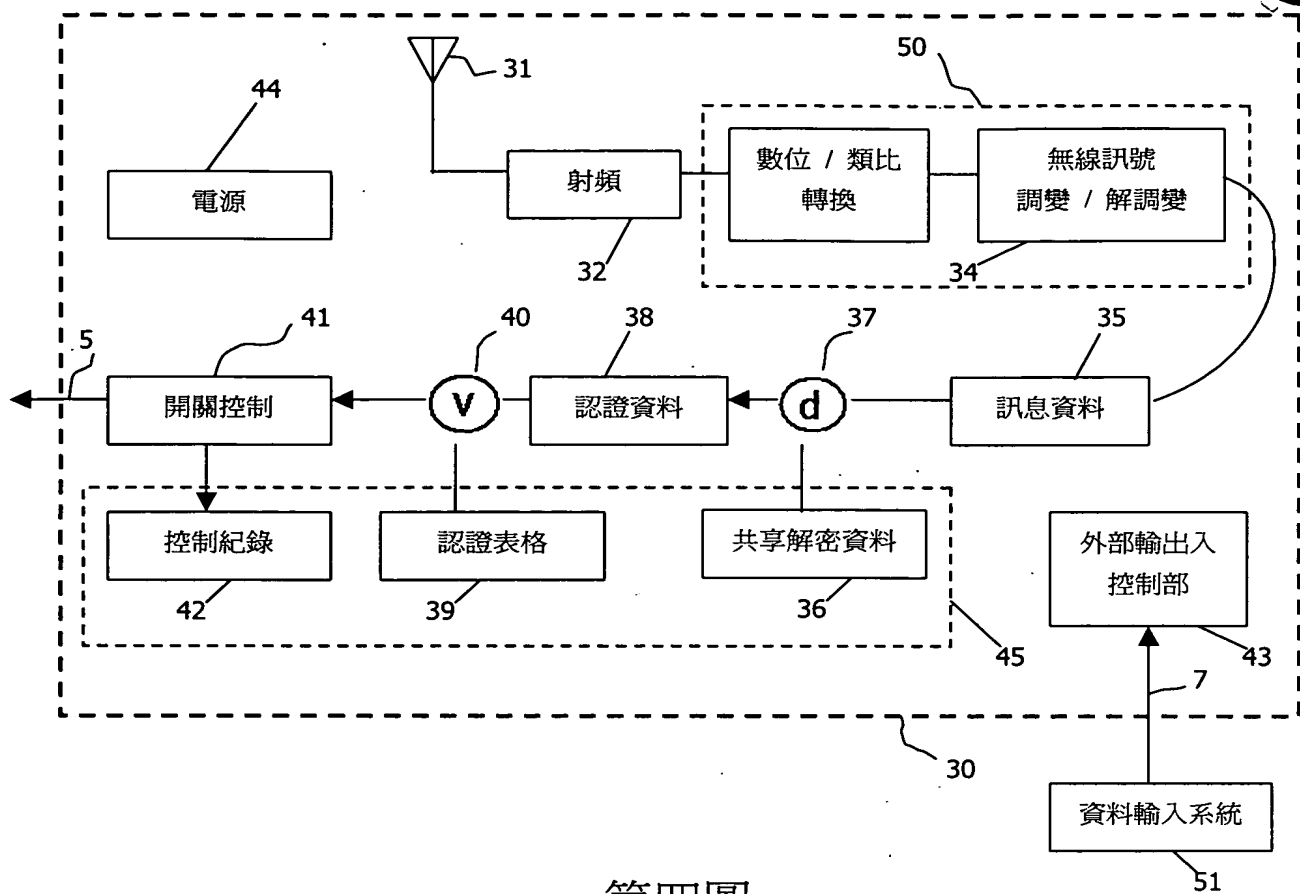 31
50
44
電源
射頻
數位 / 類比
轉換
無線訊號
調變 / 解調變
32
34
5
41
40
38
37
35
開關控制
V
認證資料
d
訊息資料
控制紀錄
認證表格
共享解密資料
外部輸出入
控制部
42
39
36
45
43
7
30
資料輸入系統
51
第四圖